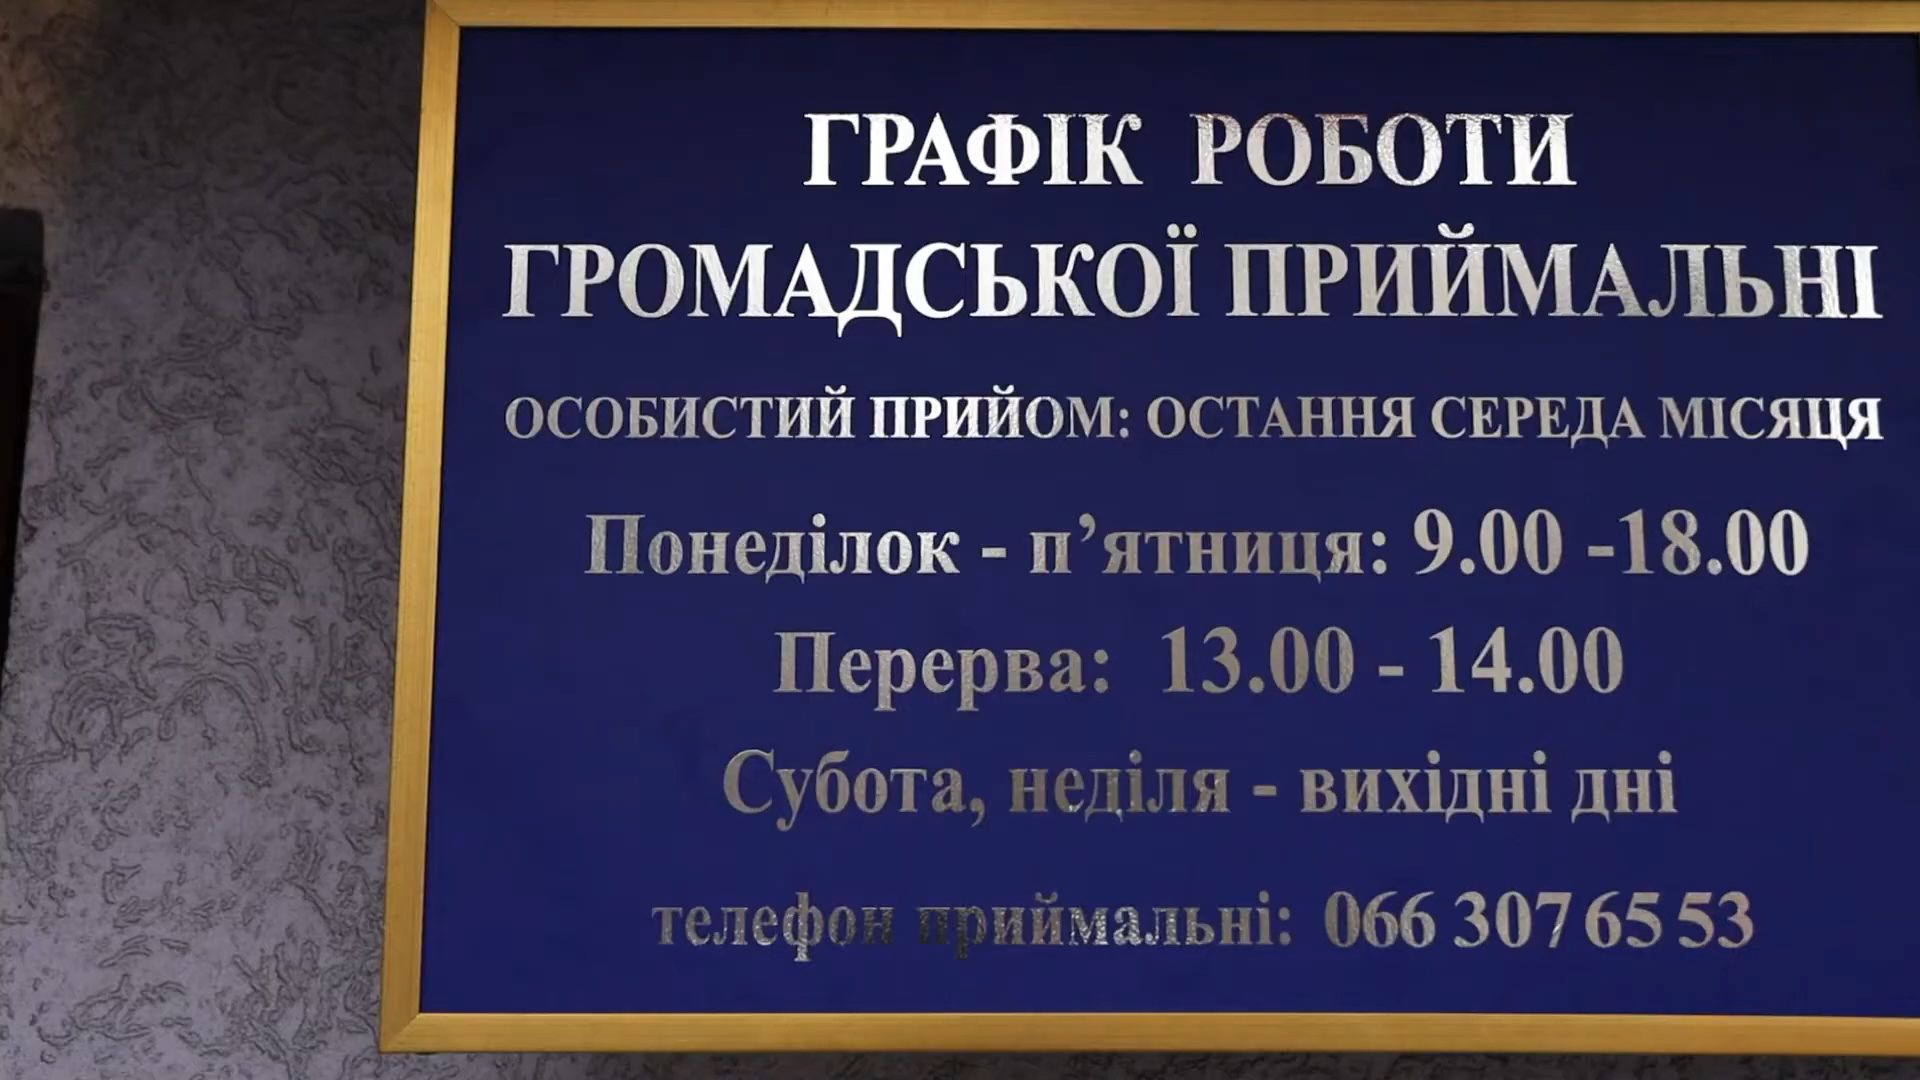 ГРАФІК РОБОТИ
ГРОМАДСЬКОЇ ПРИЙМАЛЬНІ
ОСОБИСТИЙ ПРИЙОМ: ОСТАННЯ СЕРЕДА МІСЯЦЯ
Понеділок - п’ятниця: 9.00 -18.00
Перерва: 13.00 - 14.00
Субота, неділя - вихідні дні
телефон приймальні: 066 307 65 53